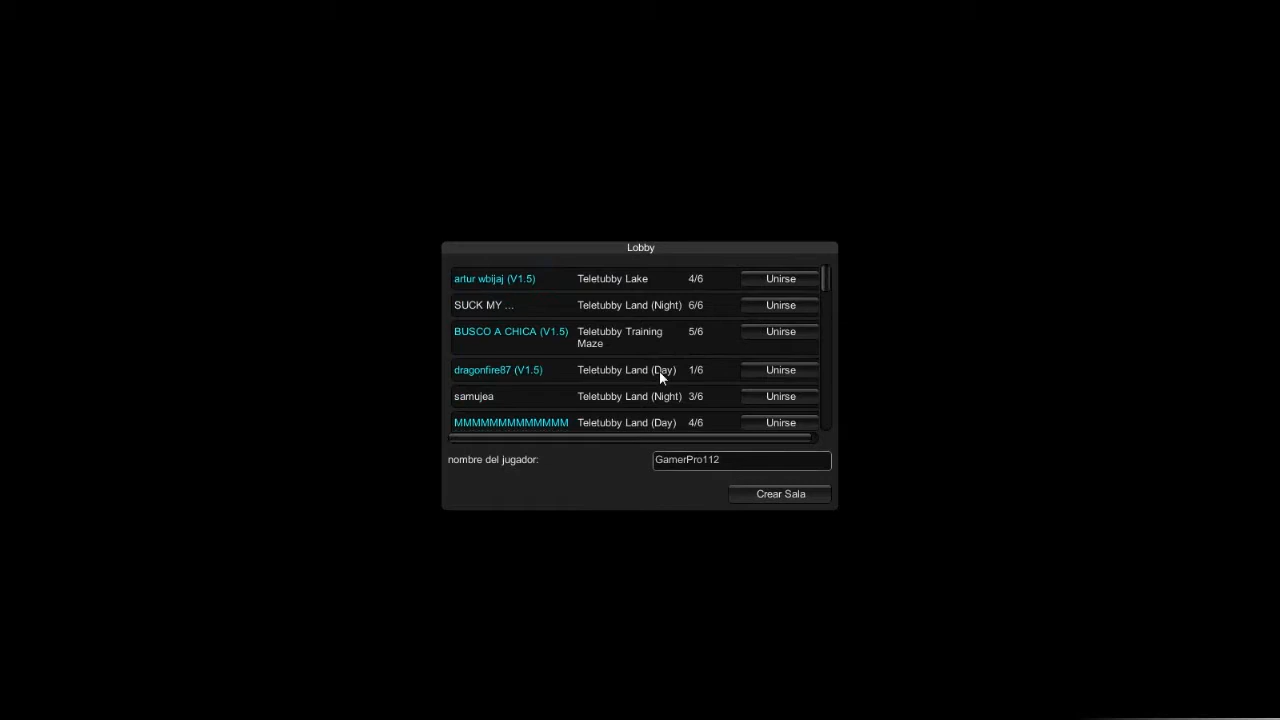 Lobby
artur wbijaj (V1.5) Teletubby Lake 4/6 Unirse
SUCK MY ... Teletubby Land (Night) 6/6 Unirse
BUSCO A CHICA (V1.5) Teletubby Training Maze 5/6 Unirse
dragonfire87 (V1.5) Teletubby Land (Day) 1/6 Unirse
samujea Teletubby Land (Night) 3/6 Unirse
MMMMMMMMMMMMM Teletubby Land (Day) 4/6 Unirse
nombre del jugador: GamerPro112
Crear Sala